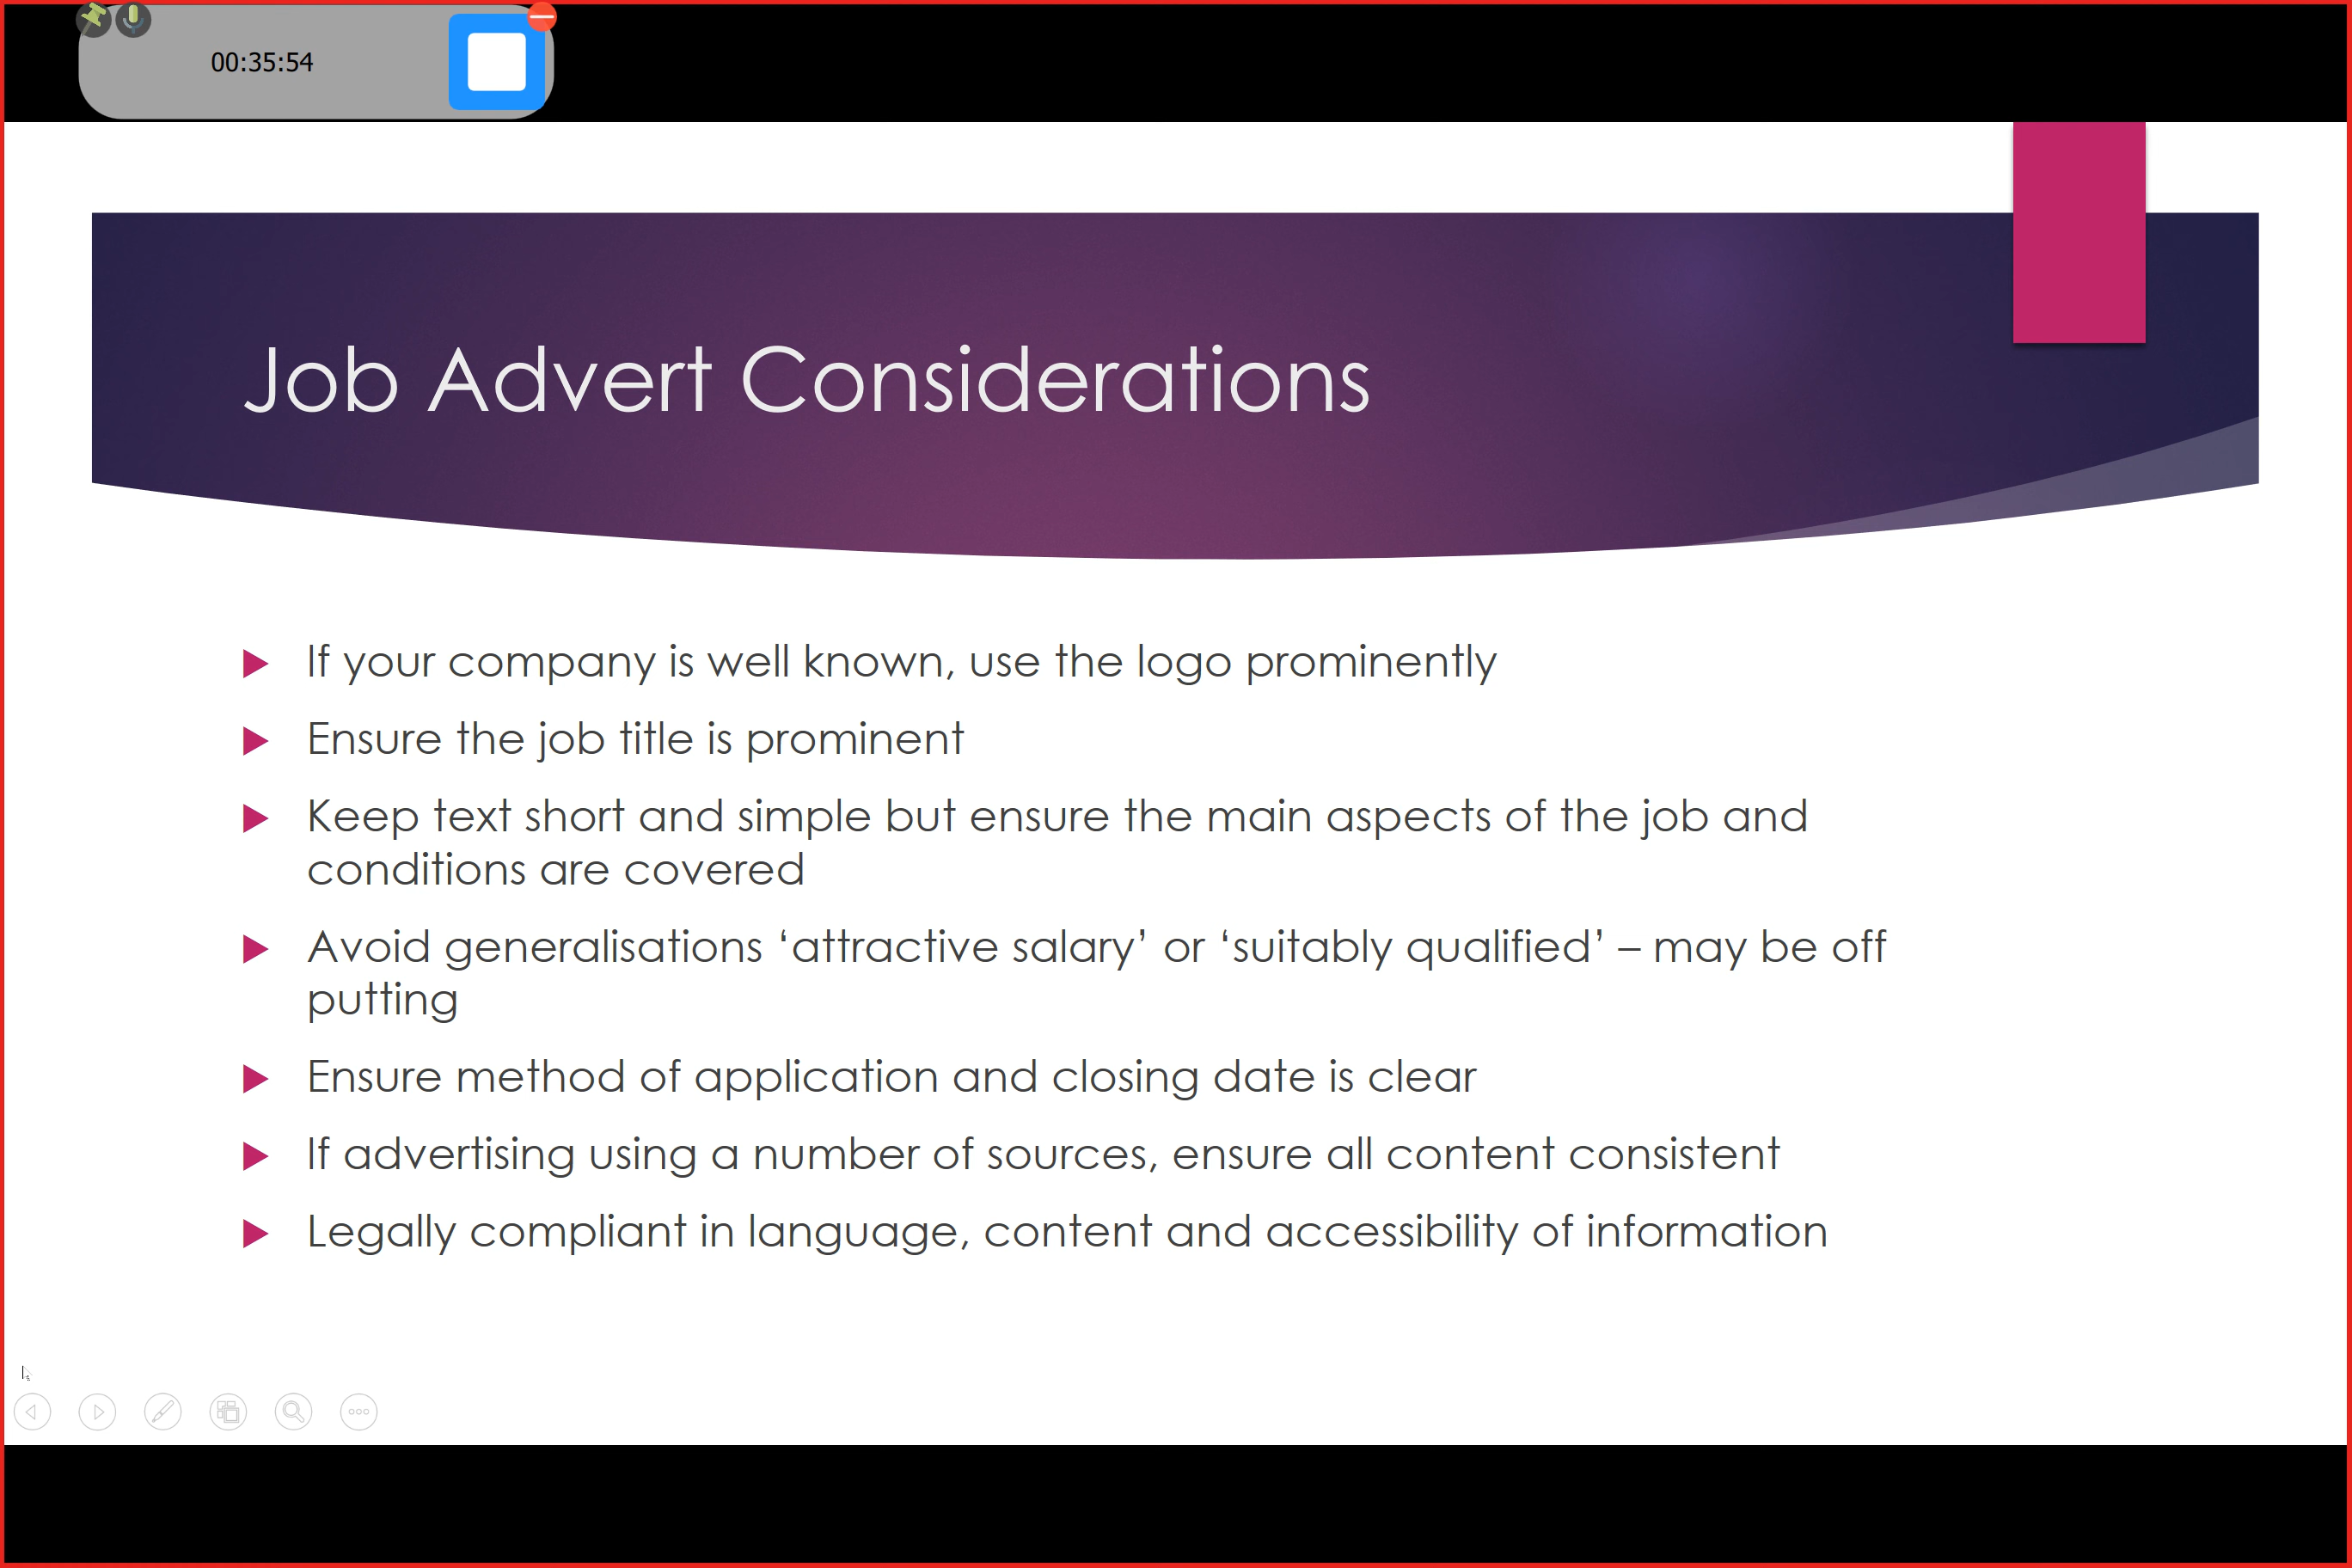 00:35:54
Job Advert Considerations
If your company is well known, use the logo prominently
Ensure the job title is prominent
Keep text short and simple but ensure the main aspects of the job and
conditions are covered
Avoid generalisations ‘attractive salary’ or ‘suitably qualified’ – may be off
putting
Ensure method of application and closing date is clear
If advertising using a number of sources, ensure all content consistent
Legally compliant in language, content and accessibility of information